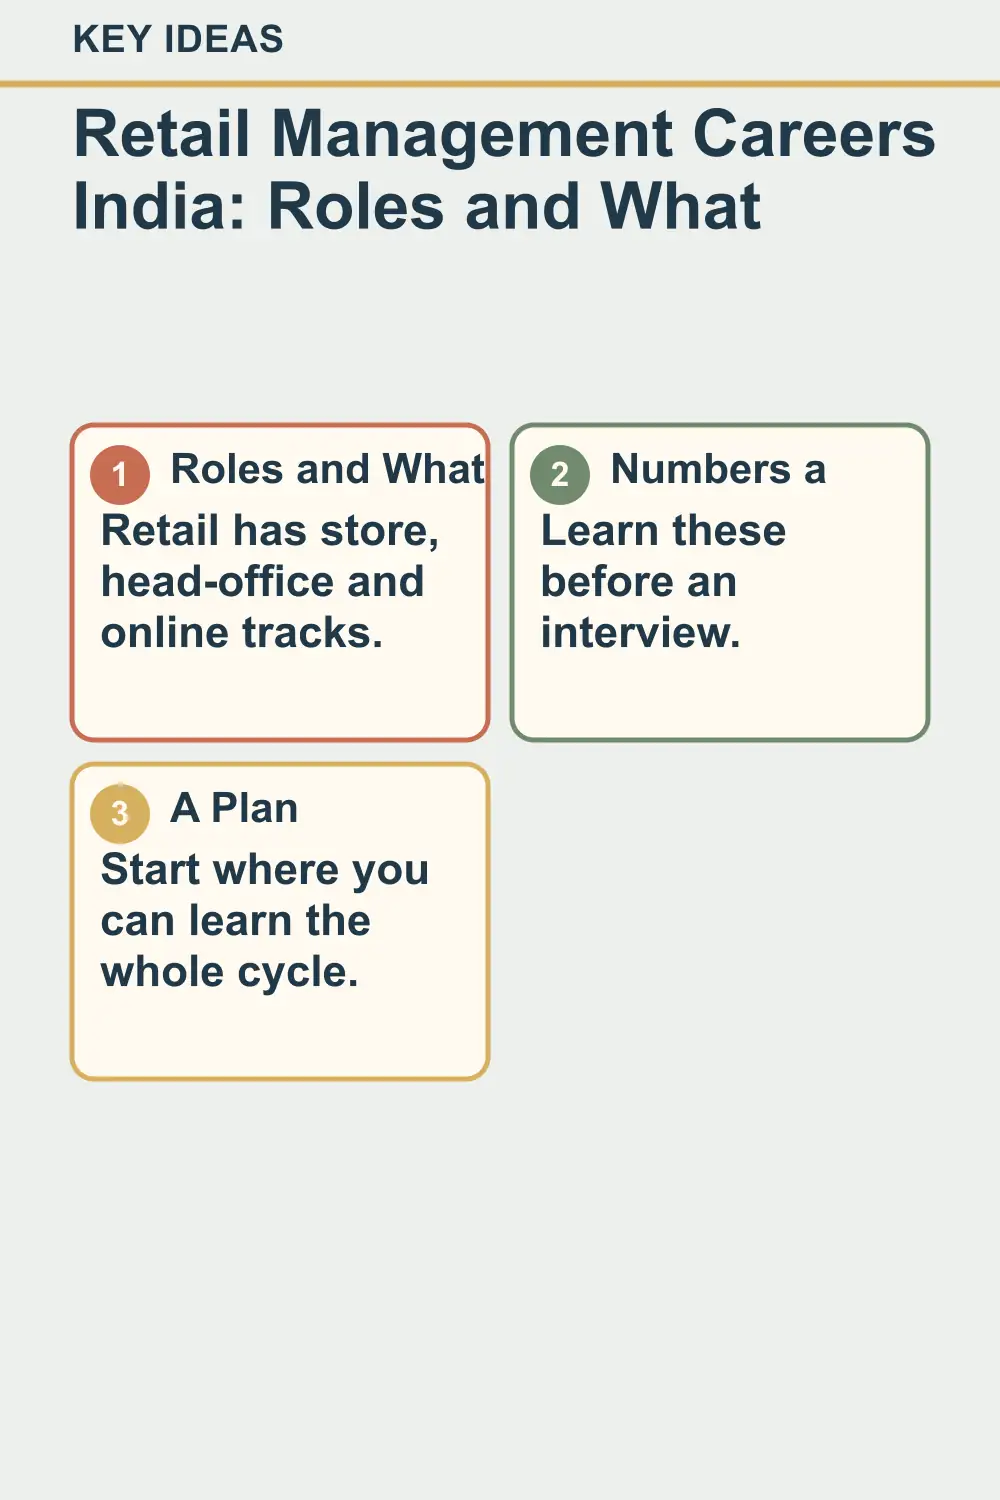 KEY IDEAS
Retail Management Careers
India: Roles and What
1 Roles and What
Retail has store,
head-office and
online tracks.
2 Numbers a
Learn these
before an
interview.
3 A Plan
Start where you
can learn the
whole cycle.